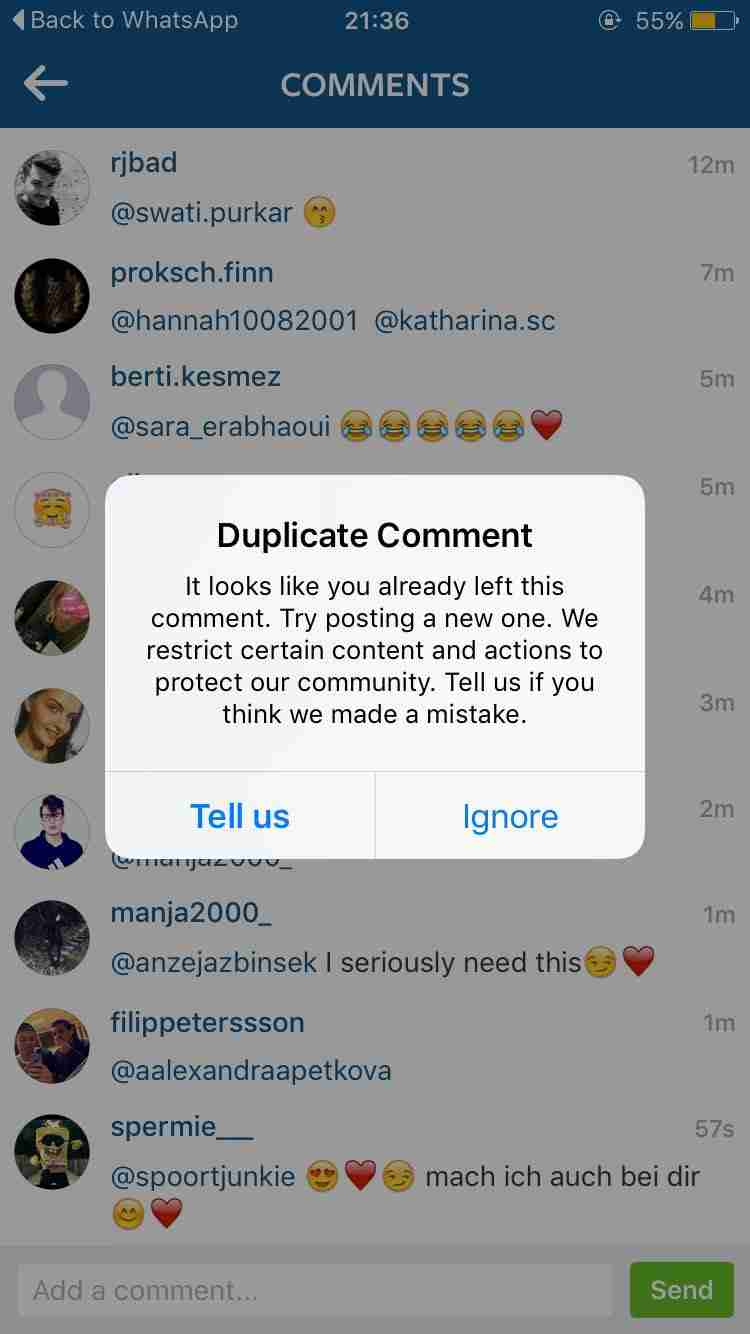 Back to WhatsApp 21:36 55%
COMMENTS
rjbad 12m
@swati.purkar 😙
proksch.finn 7m
@hannah10082001 @katharina.sc
berti.kesmez 5m
@sara_erabhaoui 😂😂😂😂😂❤️
5m
Duplicate Comment
It looks like you already left this
comment. Try posting a new one. We
restrict certain content and actions to
protect our community. Tell us if you
think we made a mistake.
4m
3m
Tell us Ignore
2m
@manja2000_
manja2000_ 1m
@anzejazbinsek I seriously need this😏❤️
filippeterssson 1m
@aalexandraapetkova
spermie___ 57s
@spoortjunkie 😍❤️😏 mach ich auch bei dir
😊❤️
Add a comment... Send